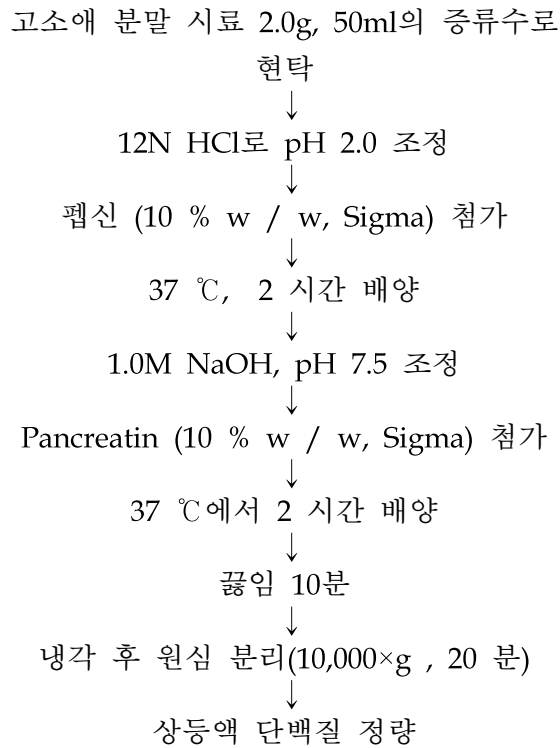 고소애 분말 시료 2.0g, 50ml의 증류수로
현탁
↓
12N HCl로 pH 2.0 조정
↓
펩신 (10 % w / w, Sigma) 첨가
↓
37 ℃, 2 시간 배양
↓
1.0M NaOH, pH 7.5 조정
↓
Pancreatin (10 % w / w, Sigma) 첨가
↓
37 ℃에서 2 시간 배양
↓
끓임 10분
↓
냉각 후 원심 분리(10,000×g , 20 분)
↓
상등액 단백질 정량